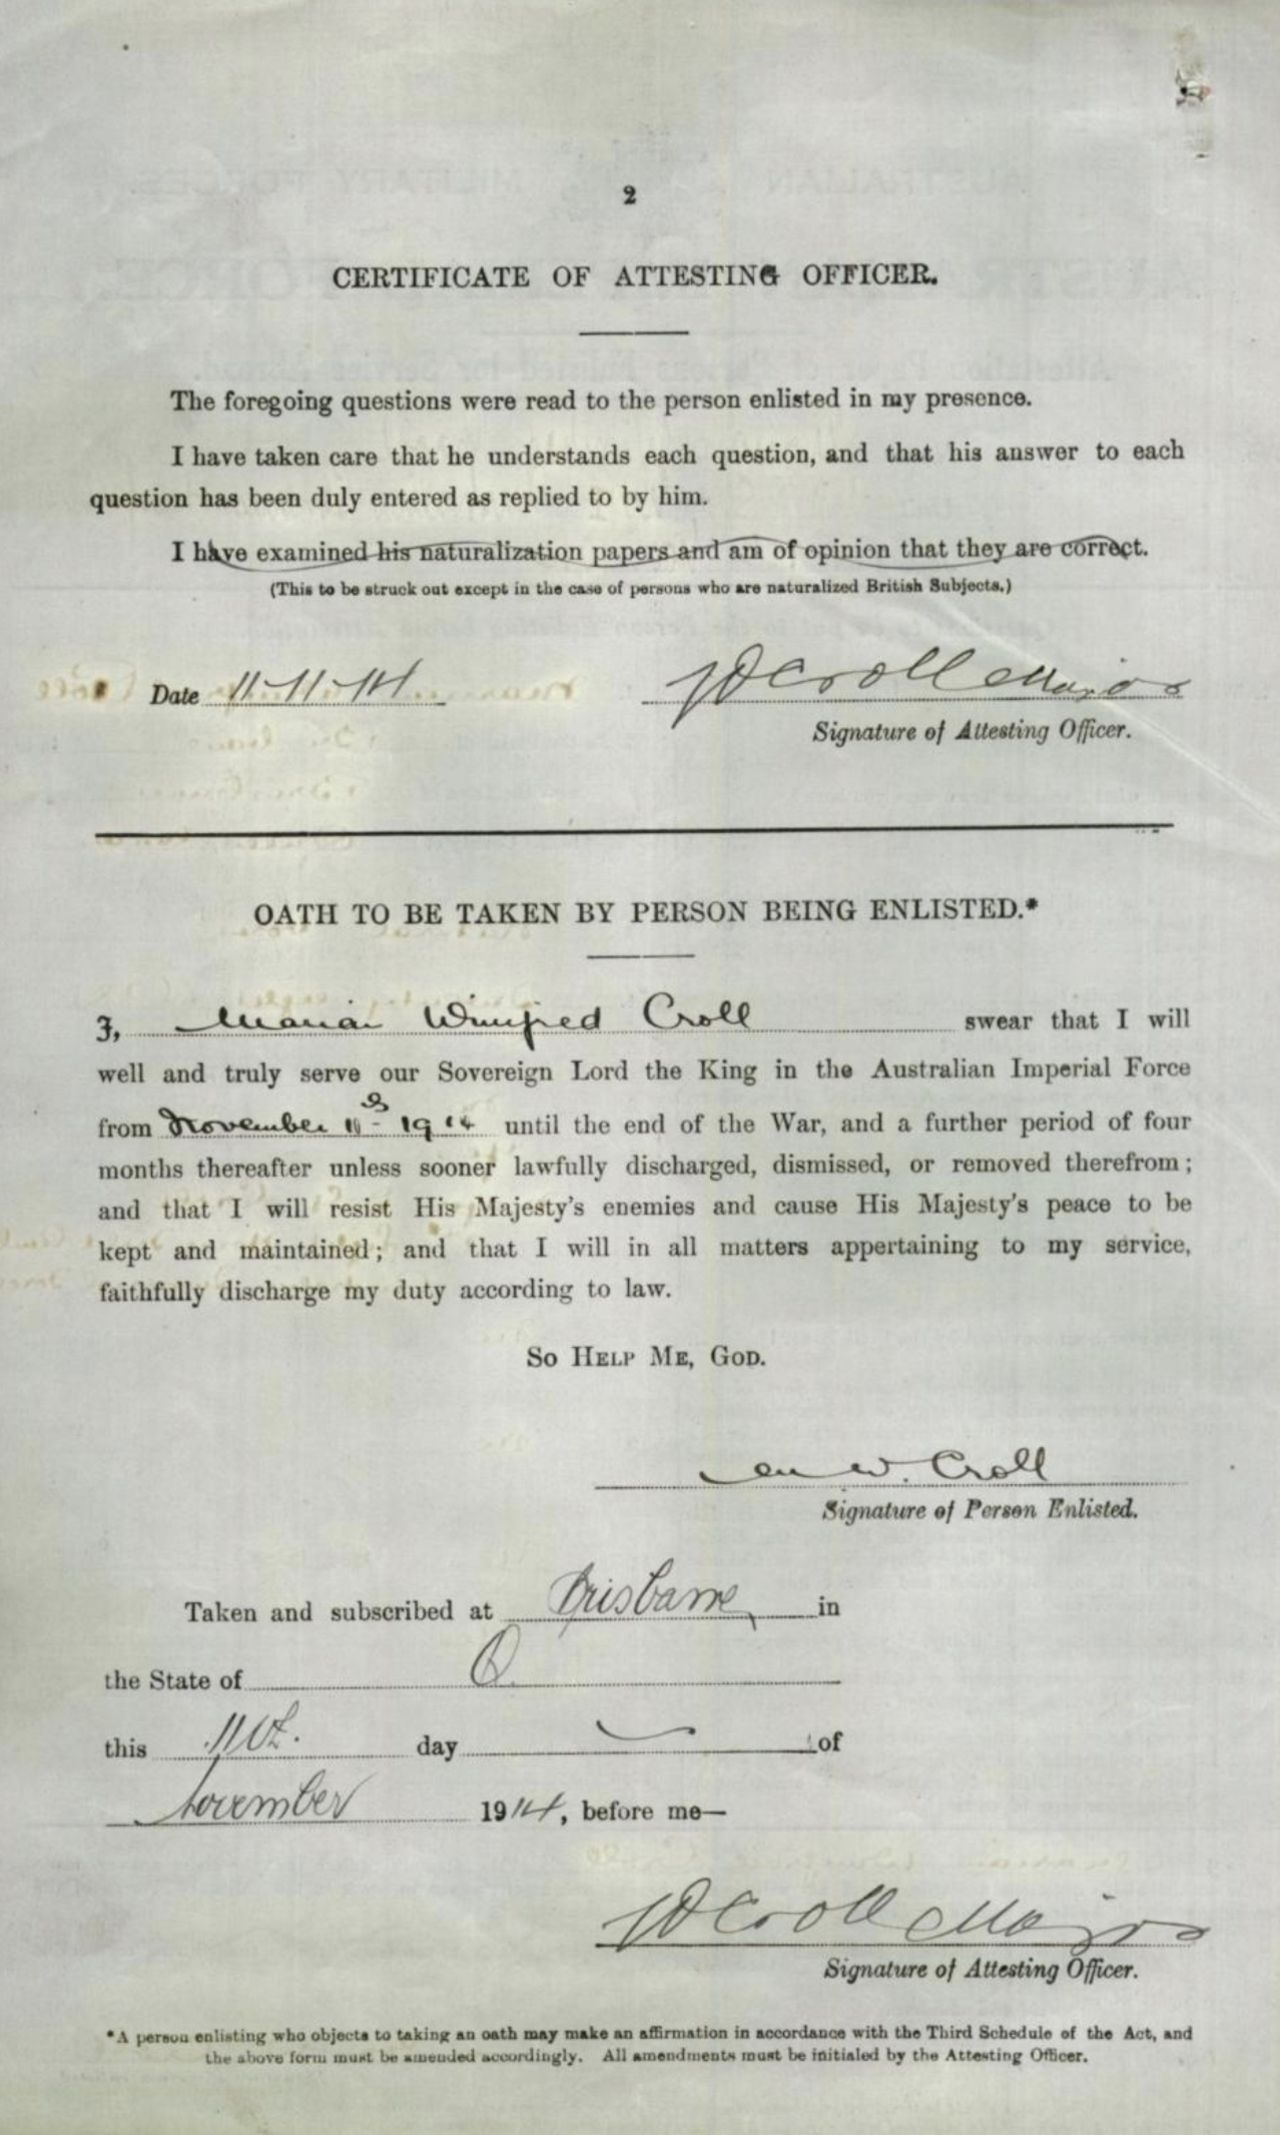 2
CERTIFICATE OF ATTESTING OFFICER.
The foregoing questions were read to the person enlisted in my presence.
I have taken care that he understands each question, and that his answer to each
question has been duly entered as replied to by him.
I have examined his naturalization papers and am of opinion that they are correct.
(This to be struck out except in the case of persons who are naturalized British Subjects.)
Date 11-11-14 Croll Major
Signature of Attesting Officer.
OATH TO BE TAKEN BY PERSON BEING ENLISTED.*
I, Marian Winifred Croll swear that I will
well and truly serve our Sovereign Lord the King in the Australian Imperial Force
from November 11th 1914 until the end of the War, and a further period of four
months thereafter unless sooner lawfully discharged, dismissed, or removed therefrom;
and that I will resist His Majesty's enemies and cause His Majesty's peace to be
kept and maintained; and that I will in all matters appertaining to my service,
faithfully discharge my duty according to law.
SO HELP ME, GOD.
M W. Croll
Signature of Person Enlisted.
Taken and subscribed at Brisbane, in
the State of Q.
this 11th. day of
November 1914, before me—
Croll Major
Signature of Attesting Officer.
*A person enlisting who objects to taking an oath may make an affirmation in accordance with the Third Schedule of the Act, and
the above form must be amended accordingly. All amendments must be initialed by the Attesting Officer.